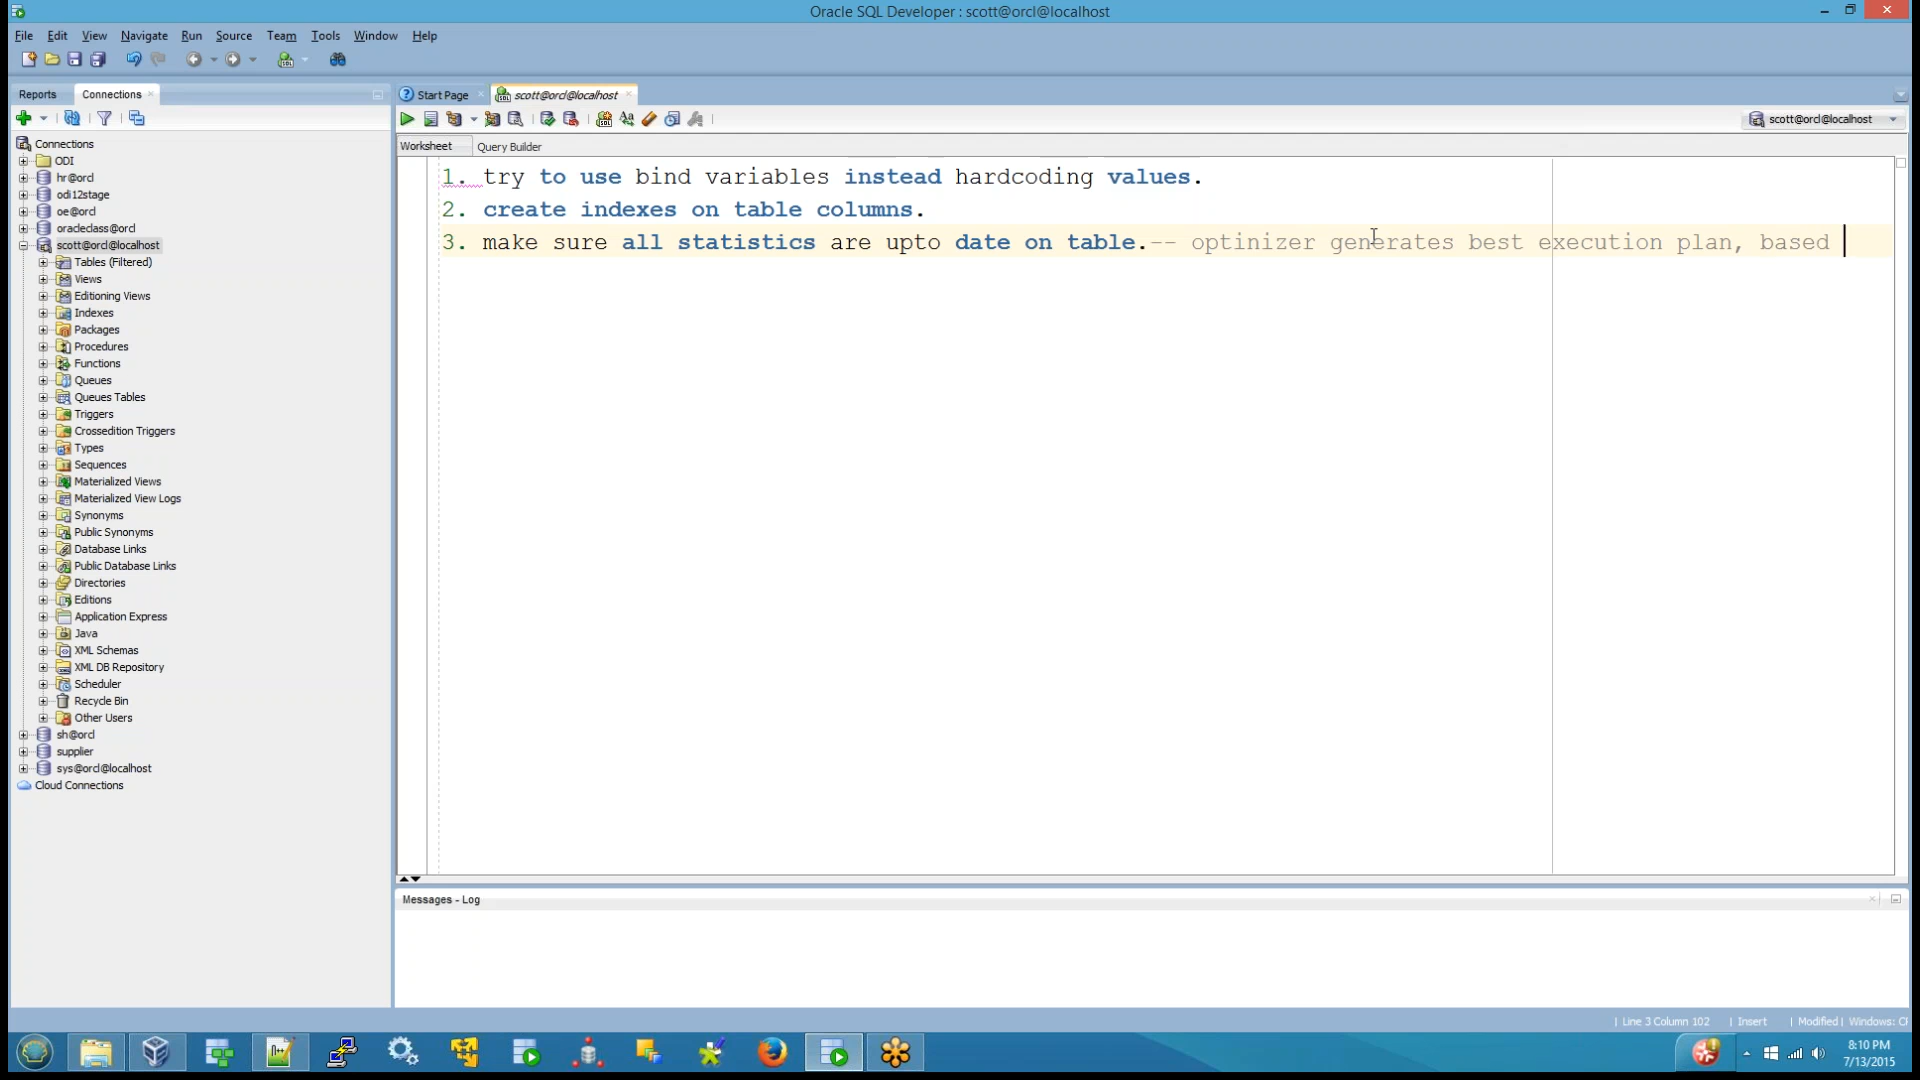 Oracle SQL Developer : scott@orcl@localhost
File Edit View Navigate Run Source Team Tools Window Help
Reports Connections
Start Page scott@orcl@localhost
scott@orcl@localhost
Worksheet Query Builder
Connections
ODI
hr@orcl
odi12stage
oe@orcl
oracleclass@orcl
scott@orcl@localhost
Tables (Filtered)
Views
Editioning Views
Indexes
Packages
Procedures
Functions
Queues
Queues Tables
Triggers
Crossedition Triggers
Types
Sequences
Materialized Views
Materialized View Logs
Synonyms
Public Synonyms
Database Links
Public Database Links
Directories
Editions
Application Express
Java
XML Schemas
XML DB Repository
Scheduler
Recycle Bin
Other Users
sh@orcl
supplier
sys@orcl@localhost
Cloud Connections
1. try to use bind variables instead hardcoding values.
2. create indexes on table columns.
3. make sure all statistics are upto date on table.-- optinizer generates best execution plan, based
Messages - Log
Line 3 Column 102 Insert Modified Windows: CR
8:10 PM
7/13/2015